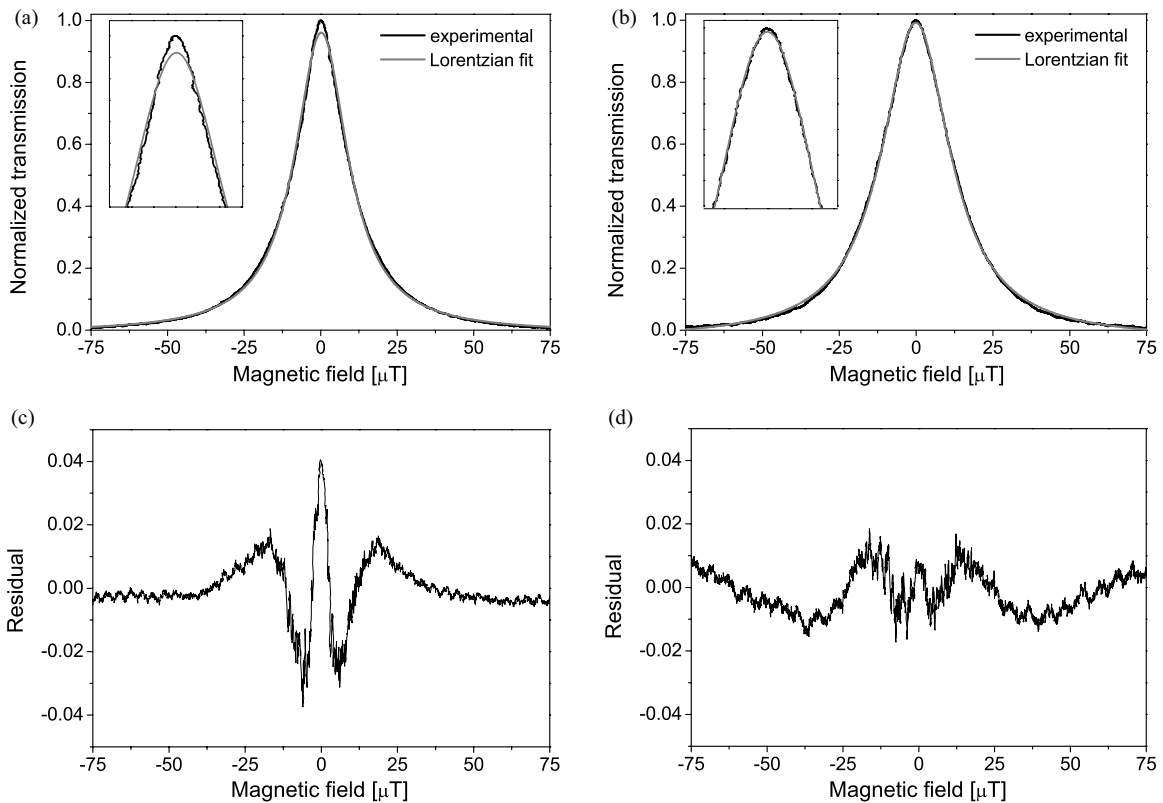 (a)
1.0
0.8
0.6
0.4
0.2
0.0
Normalized transmission
experimental
Lorentzian fit
-75 -50 -25 0 25 50 75
Magnetic field [μT]
(b)
1.0
0.8
0.6
0.4
0.2
0.0
Normalized transmission
experimental
Lorentzian fit
-75 -50 -25 0 25 50 75
Magnetic field [μT]
(c)
0.04
0.02
0.00
-0.02
-0.04
Residual
-75 -50 -25 0 25 50 75
Magnetic field [μT]
(d)
0.04
0.02
0.00
-0.02
-0.04
Residual
-75 -50 -25 0 25 50 75
Magnetic field [μT]